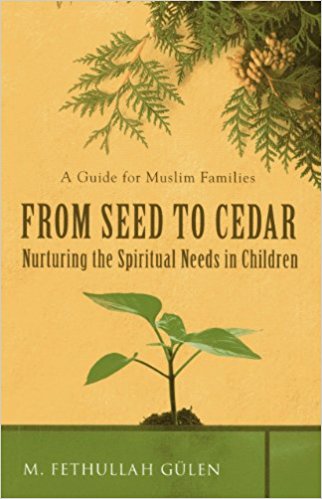 A Guide for Muslim Families
FROM SEED TO CEDAR
Nurturing the Spiritual Needs in Children
M. FETHULLAH GÜLEN